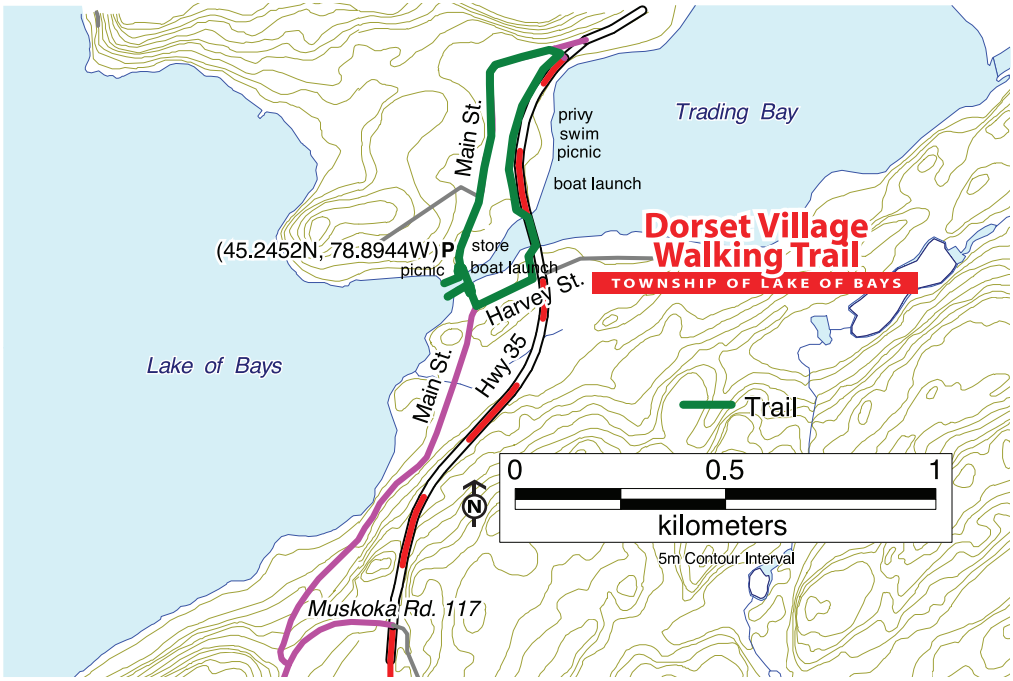 Main St.
privy
swim
picnic
boat launch
Trading Bay
(45.2452N, 78.8944W) P
store
picnic
boat launch
Harvey St.
Dorset Village
Walking Trail
TOWNSHIP OF LAKE OF BAYS
Lake of Bays
Main St.
Hwy 35
Trail
0 0.5 1
kilometers
5m Contour Interval
N
Muskoka Rd. 117